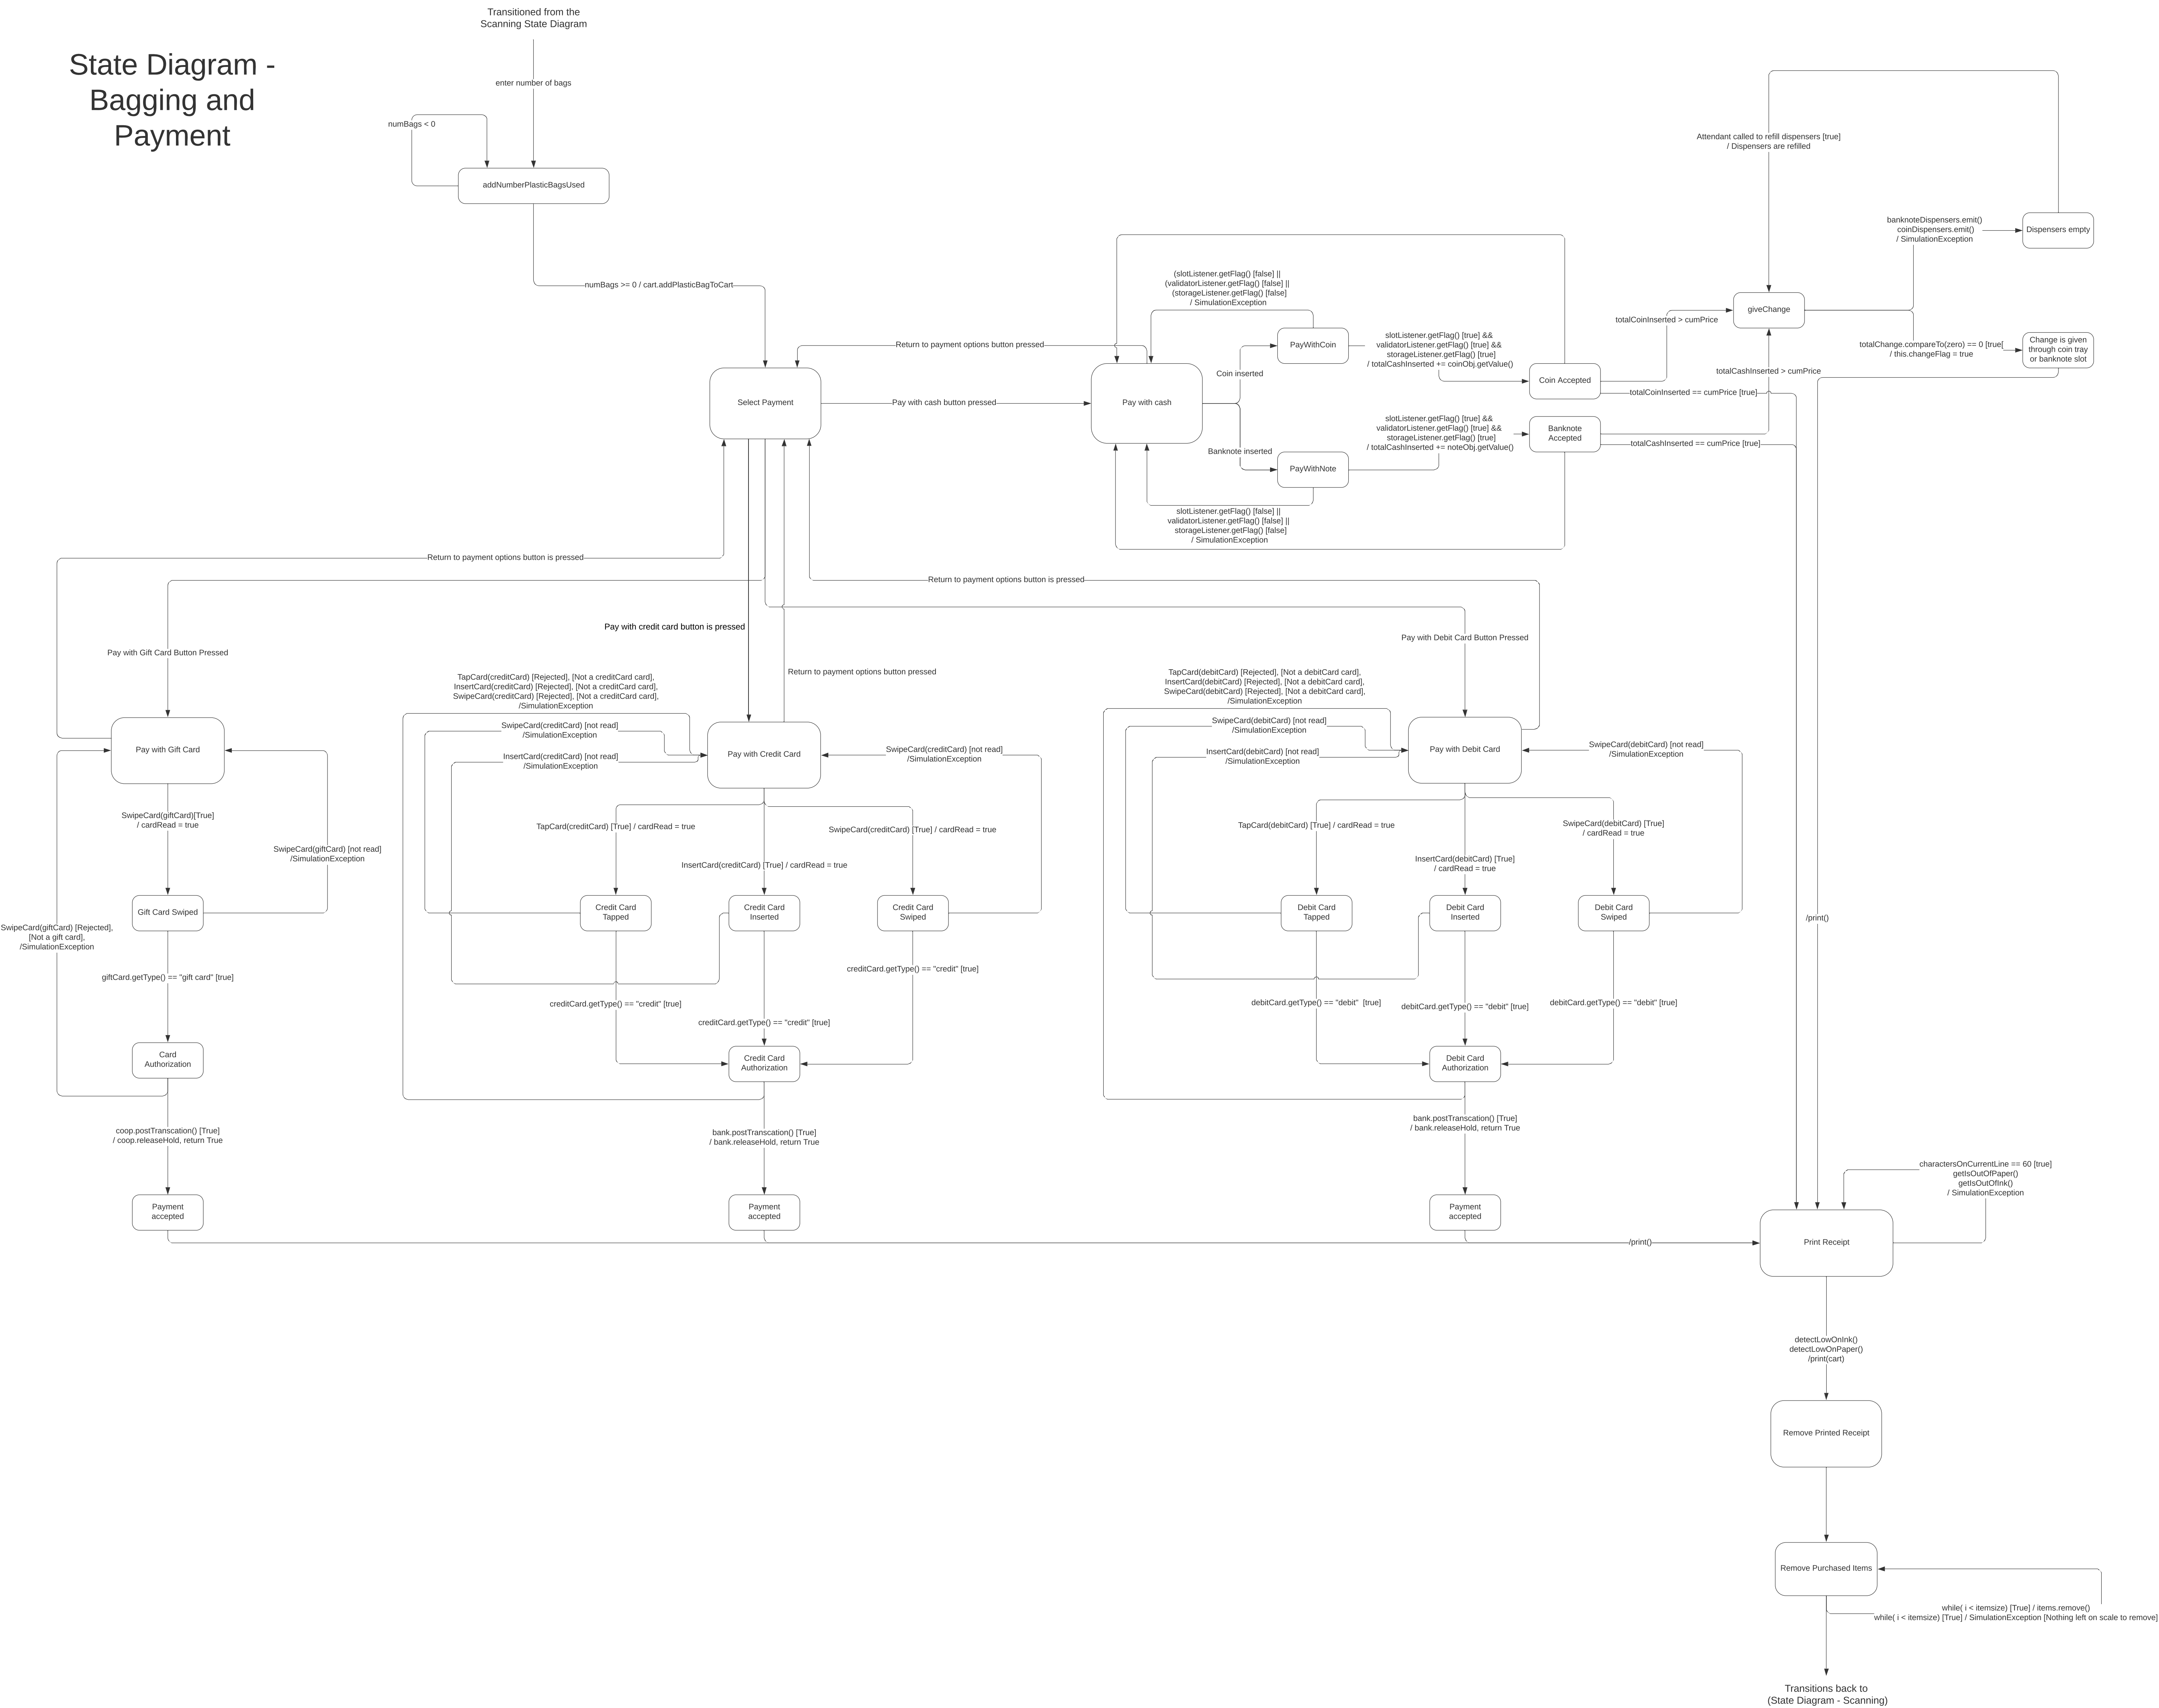 Transitioned from the
Scanning State Diagram
State Diagram -
Bagging and
Payment
enter number of bags
numBags < 0
addNumberPlasticBagsUsed
numBags >= 0 / cart.addPlasticBagToCart
Attendant called to refill dispensers [true]
/ Dispensers are refilled
banknoteDispensers.emit()
coinDispensers.emit()
/ SimulationException
Dispensers empty
(slotListener.getFlag() [false] ||
(validatorListener.getFlag() [false] ||
(storageListener.getFlag() [false]
/ SimulationException
giveChange
totalCoinInserted > cumPrice
Return to payment options button pressed
PayWithCoin
slotListener.getFlag() [true] &&
validatorListener.getFlag() [true] &&
storageListener.getFlag() [true]
/ totalCashInserted += coinObj.getValue()
totalChange.compareTo(zero) == 0 [true]
/ this.changeFlag = true
Change is given
through coin tray
or banknote slot
Coin inserted
Coin Accepted
totalCashInserted > cumPrice
totalCoinInserted == cumPrice [true]
Select Payment
Pay with cash button pressed
Pay with cash
slotListener.getFlag() [true] &&
validatorListener.getFlag() [true] &&
storageListener.getFlag() [true]
/ totalCashInserted += noteObj.getValue()
Banknote
Accepted
totalCashInserted == cumPrice [true]
Banknote inserted
PayWithNote
slotListener.getFlag() [false] ||
validatorListener.getFlag() [false] ||
storageListener.getFlag() [false]
/ SimulationException
Return to payment options button is pressed
Return to payment options button is pressed
Pay with credit card button is pressed
Pay with Debit Card Button Pressed
Pay with Gift Card Button Pressed
Return to payment options button pressed
TapCard(creditCard) [Rejected], [Not a creditCard card],
InsertCard(creditCard) [Rejected], [Not a creditCard card],
SwipeCard(creditCard) [Rejected], [Not a creditCard card],
/SimulationException
TapCard(debitCard) [Rejected], [Not a debitCard card],
InsertCard(debitCard) [Rejected], [Not a debitCard card],
SwipeCard(debitCard) [Rejected], [Not a debitCard card],
/SimulationException
SwipeCard(creditCard) [not read]
/SimulationException
InsertCard(creditCard) [not read]
/SimulationException
SwipeCard(debitCard) [not read]
/SimulationException
InsertCard(debitCard) [not read]
/SimulationException
Pay with Gift Card
Pay with Credit Card
SwipeCard(creditCard) [not read]
/SimulationException
Pay with Debit Card
SwipeCard(debitCard) [not read]
/SimulationException
SwipeCard(giftCard)[True]
/ cardRead = true
TapCard(creditCard) [True] / cardRead = true
SwipeCard(creditCard) [True] / cardRead = true
TapCard(debitCard) [True] / cardRead = true
SwipeCard(debitCard) [True]
/ cardRead = true
SwipeCard(giftCard) [not read]
/SimulationException
InsertCard(creditCard) [True] / cardRead = true
InsertCard(debitCard) [True]
/ cardRead = true
Gift Card Swiped
Credit Card
Tapped
Credit Card
Inserted
Credit Card
Swiped
Debit Card
Tapped
Debit Card
Inserted
Debit Card
Swiped
/print()
SwipeCard(giftCard) [Rejected],
[Not a gift card],
/SimulationException
giftCard.getType() == "gift card" [true]
creditCard.getType() == "credit" [true]
creditCard.getType() == "credit" [true]
creditCard.getType() == "credit" [true]
debitCard.getType() == "debit"  [true]
debitCard.getType() == "debit" [true]
debitCard.getType() == "debit" [true]
Card
Authorization
Credit Card
Authorization
Debit Card
Authorization
coop.postTranscation() [True]
/ coop.releaseHold, return True
bank.postTranscation() [True]
/ bank.releaseHold, return True
bank.postTranscation() [True]
/ bank.releaseHold, return True
charactersOnCurrentLine == 60 [true]
getIsOutOfPaper()
getIsOutOfInk()
/ SimulationException
Payment
accepted
Payment
accepted
Payment
accepted
/print()
Print Receipt
detectLowOnInk()
detectLowOnPaper()
/print(cart)
Remove Printed Receipt
Remove Purchased Items
while( i < itemsize) [True] / items.remove()
while( i < itemsize) [True] / SimulationException [Nothing left on scale to remove]
Transitions back to
(State Diagram - Scanning)